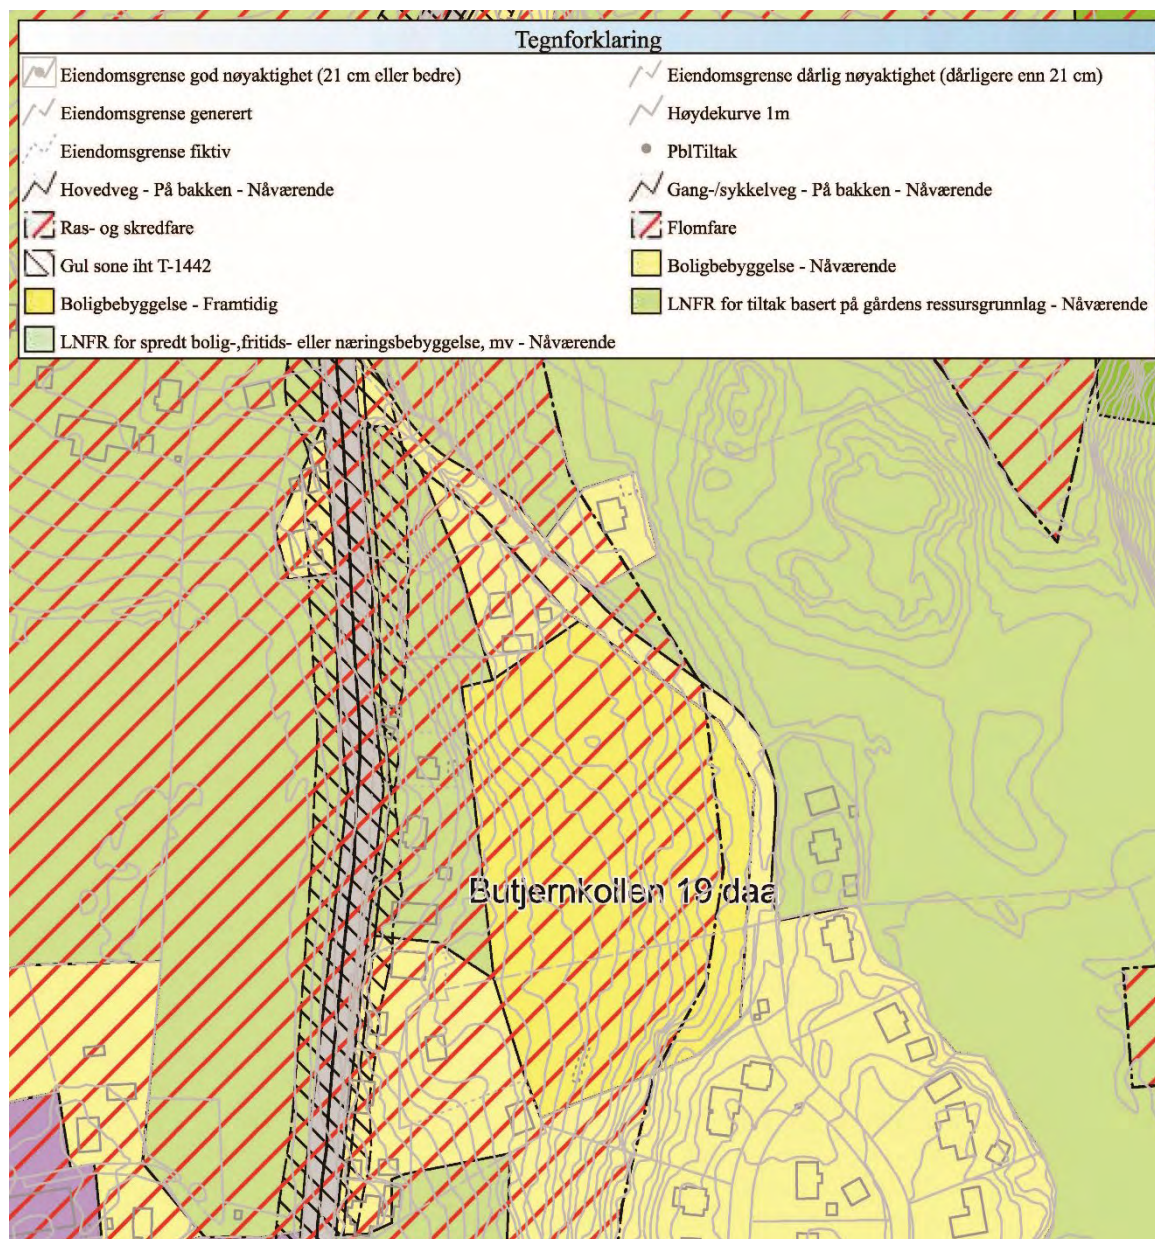 Tegnforklaring
Eiendomsgrense god nøyaktighet (21 cm eller bedre)
Eiendomsgrense dårlig nøyaktighet (dårligere enn 21 cm)
Eiendomsgrense generert
Høydekurve 1m
Eiendomsgrense fiktiv
PblTiltak
Hovedveg - På bakken - Nåværende
Gang-/sykkelveg - På bakken - Nåværende
Ras- og skredfare
Flomfare
Gul sone iht T-1442
Boligbebyggelse - Nåværende
Boligbebyggelse - Framtidig
LNFR for tiltak basert på gårdens ressursgrunnlag - Nåværende
LNFR for spredt bolig-,fritids- eller næringsbebyggelse, mv - Nåværende
Butjernkollen 19 daa